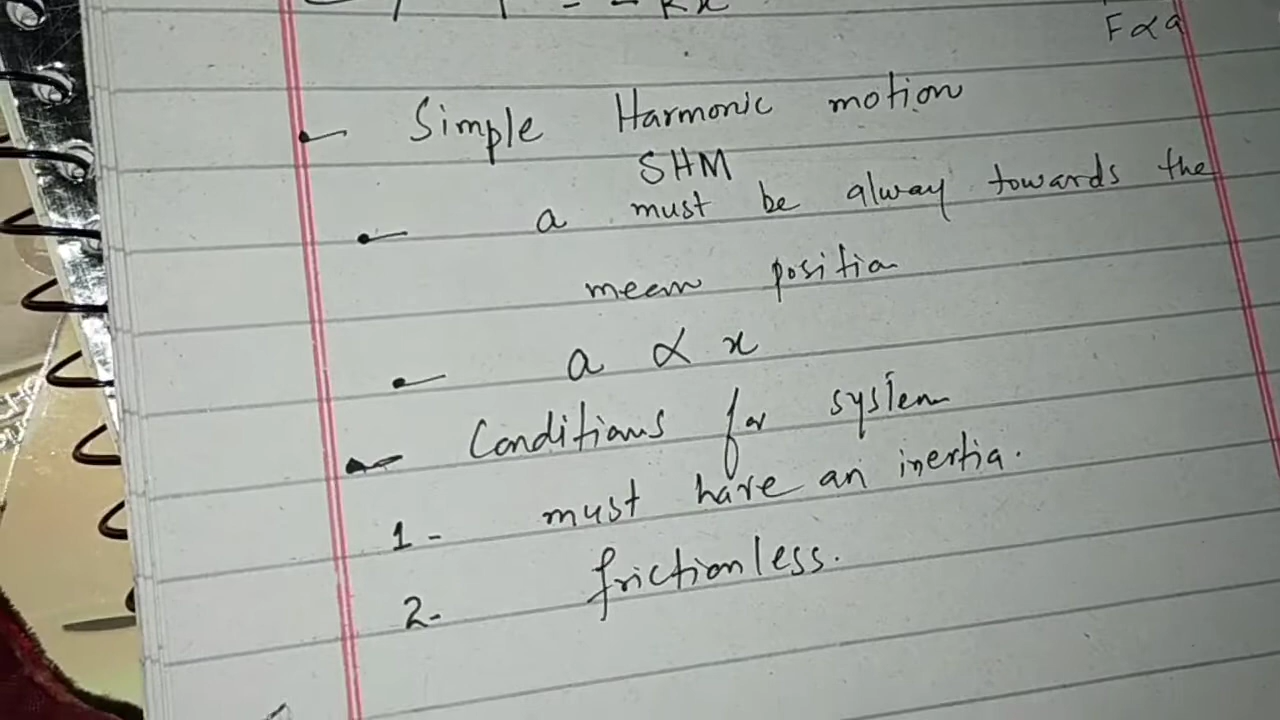 = - kx
F ∝ a
Simple Harmonic motion
SHM
a must be alway towards the
mean position
a ∝ x
Conditions for system
1- must have an inertia.
2- frictionless.